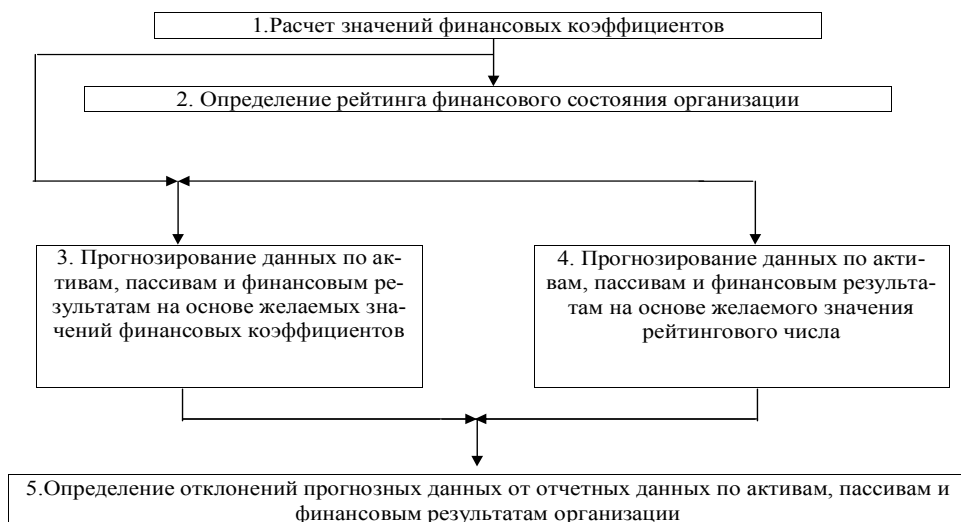 1.Расчет значений финансовых коэффициентов
2. Определение рейтинга финансового состояния организации
3. Прогнозирование данных по ак-
тивам, пассивам и финансовым ре-
зультатам на основе желаемых зна-
чений финансовых коэффициентов
4. Прогнозирование данных по акти-
вам, пассивам и финансовым результа-
там на основе желаемого значения
рейтингового числа
5.Определение отклонений прогнозных данных от отчетных данных по активам, пассивам и
финансовым результатам организации